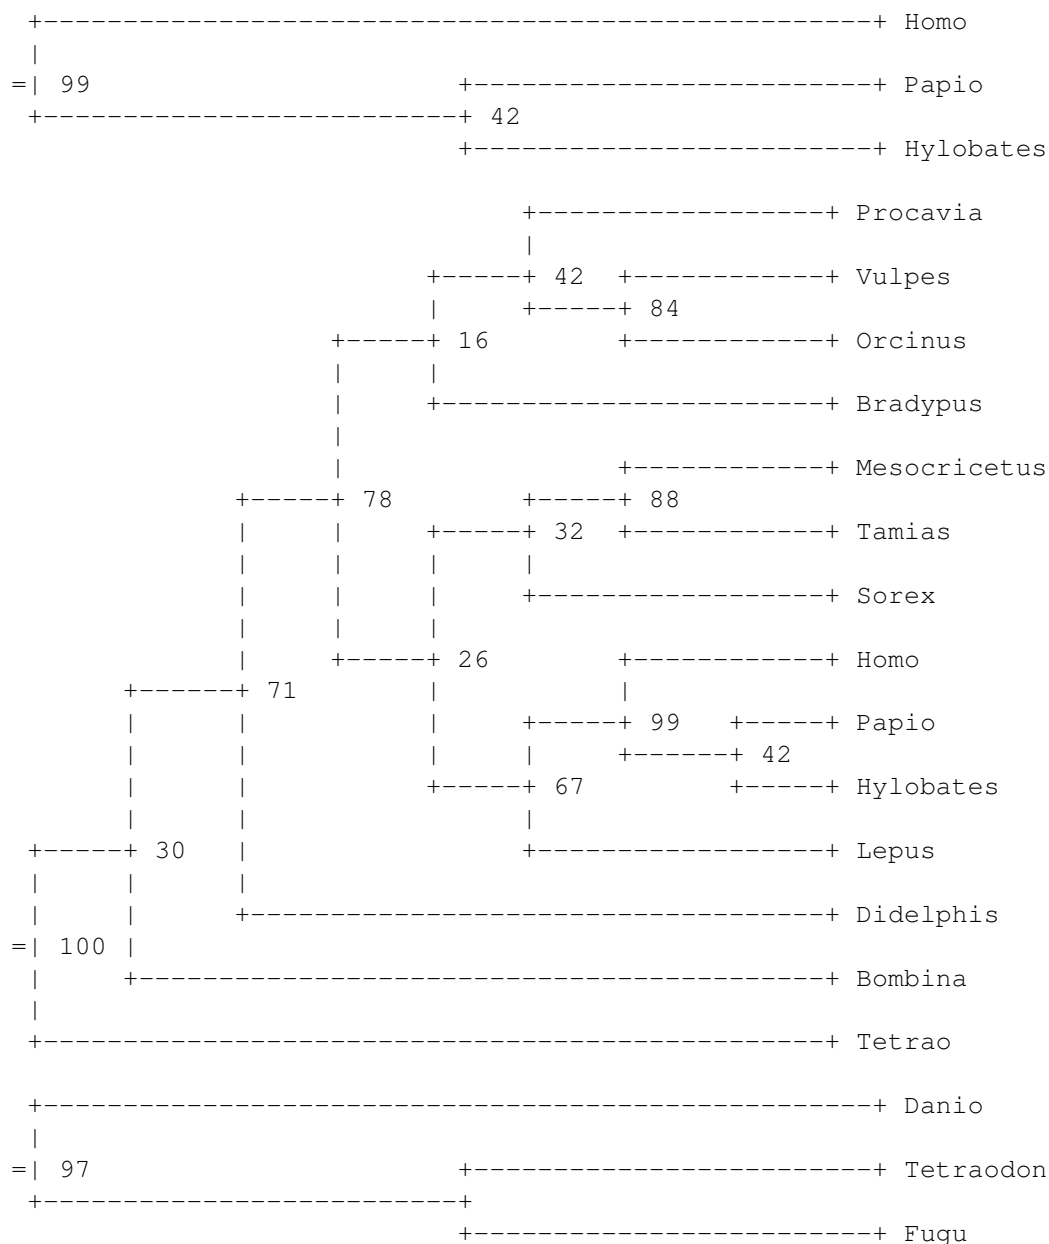 +----------------------------------------------------+ Homo
|
=| 99                       +-------------------------+ Papio
+--------------------------+ 42
+-------------------------+ Hylobates
+------------------+ Procavia
|
+-----+ 42  +------------+ Vulpes
|     +-----+ 84
+-----+ 16        +------------+ Orcinus
|     |
|     +------------------------+ Bradypus
|
|                 +------------+ Mesocricetus
+-----+ 78        +-----+ 88
|     |     +-----+ 32  +------------+ Tamias
|     |     |     |
|     |     |     +------------------+ Sorex
|     |     |
|     +-----+ 26        +------------+ Homo
+------+ 71        |           |
|      |           |     +-----+ 99   +-----+ Papio
|      |           |     |     +------+ 42
|      |           +-----+ 67         +-----+ Hylobates
|      |                 |
+-----+ 30   |                 +------------------+ Lepus
|     |      |
|     |      +------------------------------------+ Didelphis
=| 100 |
|     +-------------------------------------------+ Bombina
|
+-------------------------------------------------+ Tetrao
+----------------------------------------------------+ Danio
|
=| 97                       +-------------------------+ Tetraodon
+--------------------------+
+-------------------------+ Fugu